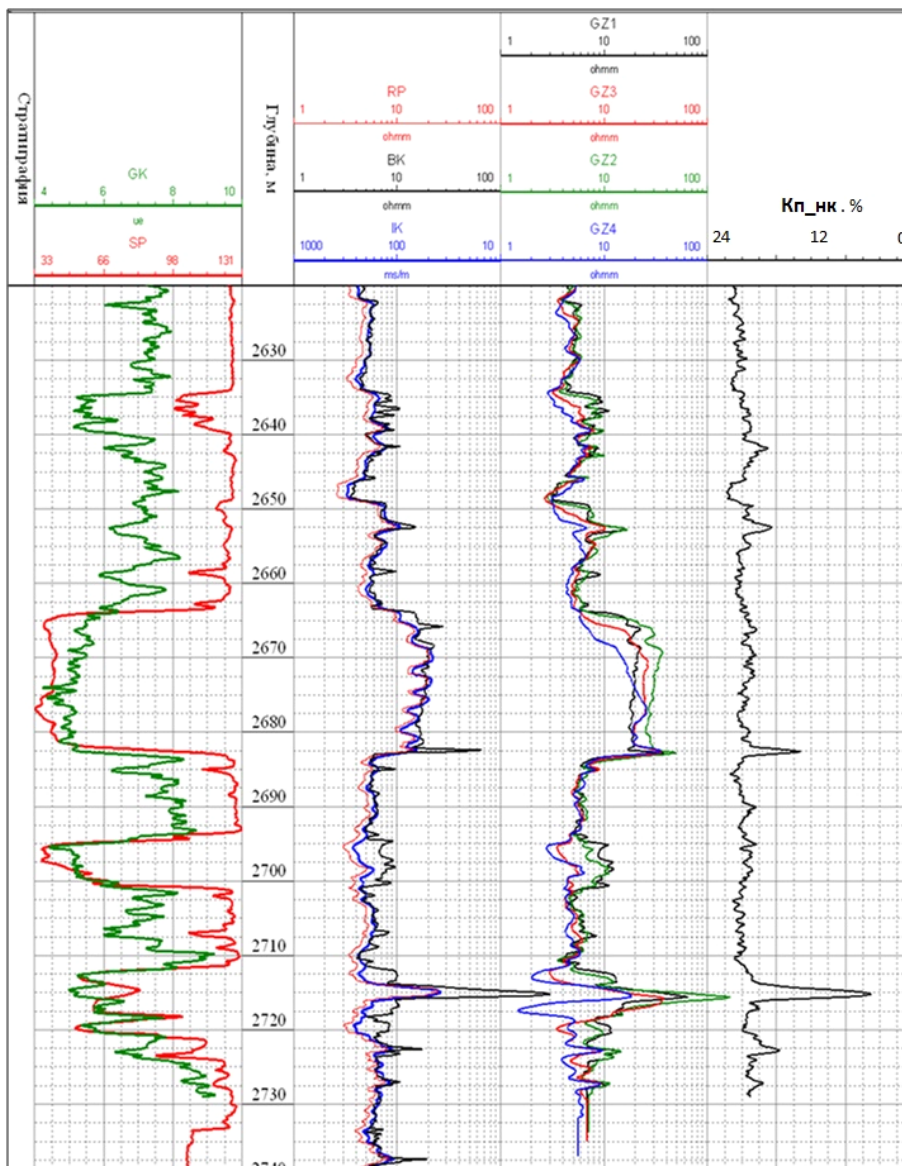 Стратиграфия
GK
4 6 8 10
ue
SP
33 66 98 131
Глубина, м
RP
1 10 100
ohmm
BK
1 10 100
ohmm
IK
1000 100 10
ms/m
GZ1
1 10 100
ohmm
GZ3
1 10 100
ohmm
GZ2
1 10 100
ohmm
GZ4
1 10 100
ohmm
Кп_нк . %
24 12 0
2630
2640
2650
2660
2670
2680
2690
2700
2710
2720
2730
2740